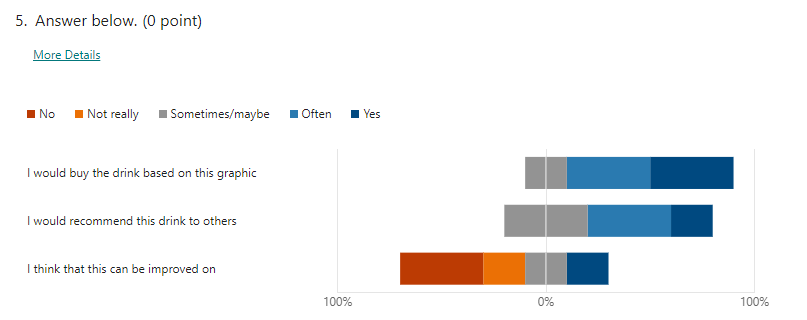 5. Answer below. (0 point)
More Details
No Not really Sometimes/maybe Often Yes
I would buy the drink based on this graphic
I would recommend this drink to others
I think that this can be improved on
100% 0% 100%